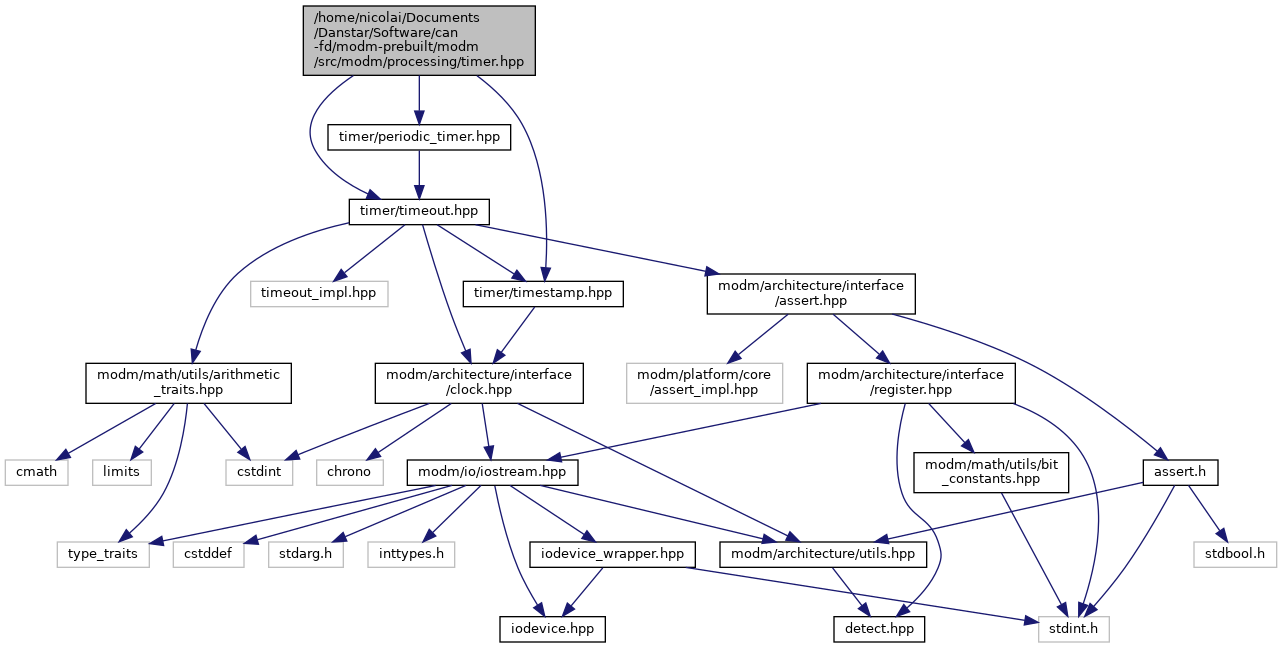 /home/nicolai/Documents
/Danstar/Software/can
-fd/modm-prebuilt/modm
/src/modm/processing/timer.hpp
timer/periodic_timer.hpp
timer/timeout.hpp
timeout_impl.hpp
timer/timestamp.hpp
modm/architecture/interface
/assert.hpp
modm/math/utils/arithmetic
_traits.hpp
modm/architecture/interface
/clock.hpp
modm/platform/core
/assert_impl.hpp
modm/architecture/interface
/register.hpp
cmath
limits
cstdint
chrono
modm/io/iostream.hpp
modm/math/utils/bit
_constants.hpp
assert.h
type_traits
cstddef
stdarg.h
inttypes.h
iodevice_wrapper.hpp
modm/architecture/utils.hpp
stdbool.h
iodevice.hpp
detect.hpp
stdint.h